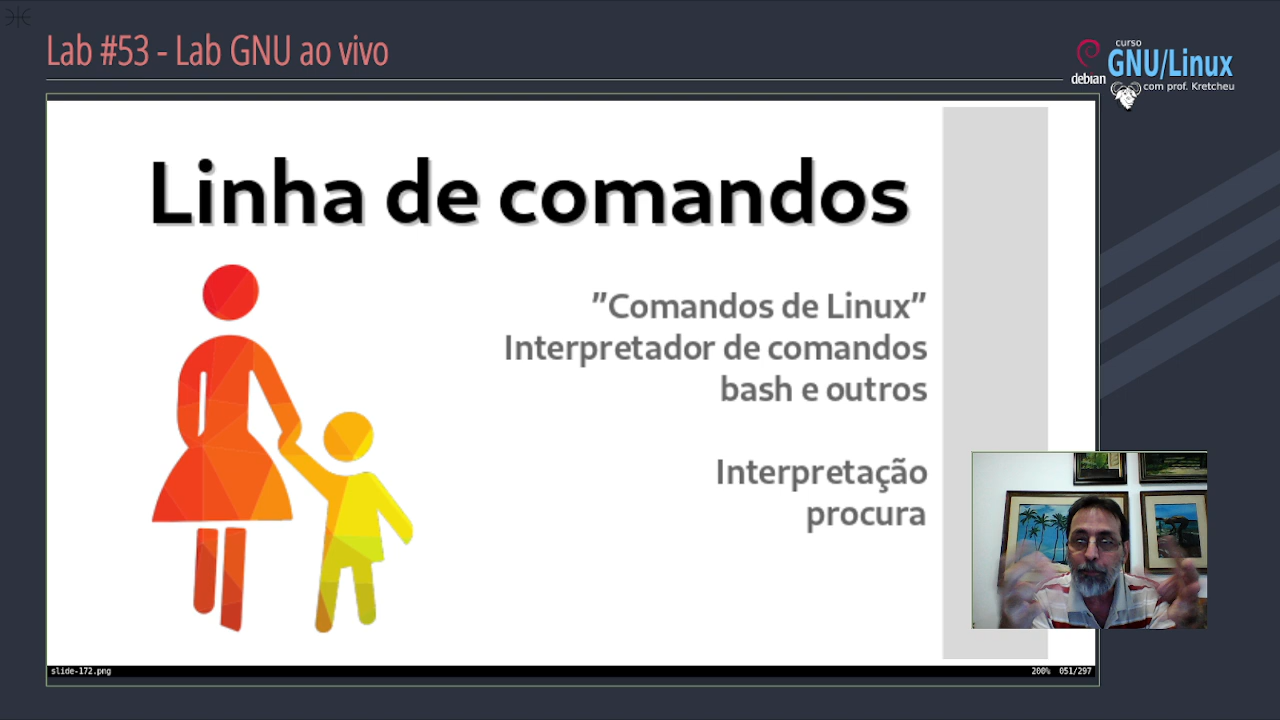 Lab #53 - Lab GNU ao vivo
curso
GNU/Linux
debian
com prof. Kretcheu
Linha de comandos
”Comandos de Linux”
Interpretador de comandos
bash e outros
Interpretação
procura
slide-172.png
200% 051/297